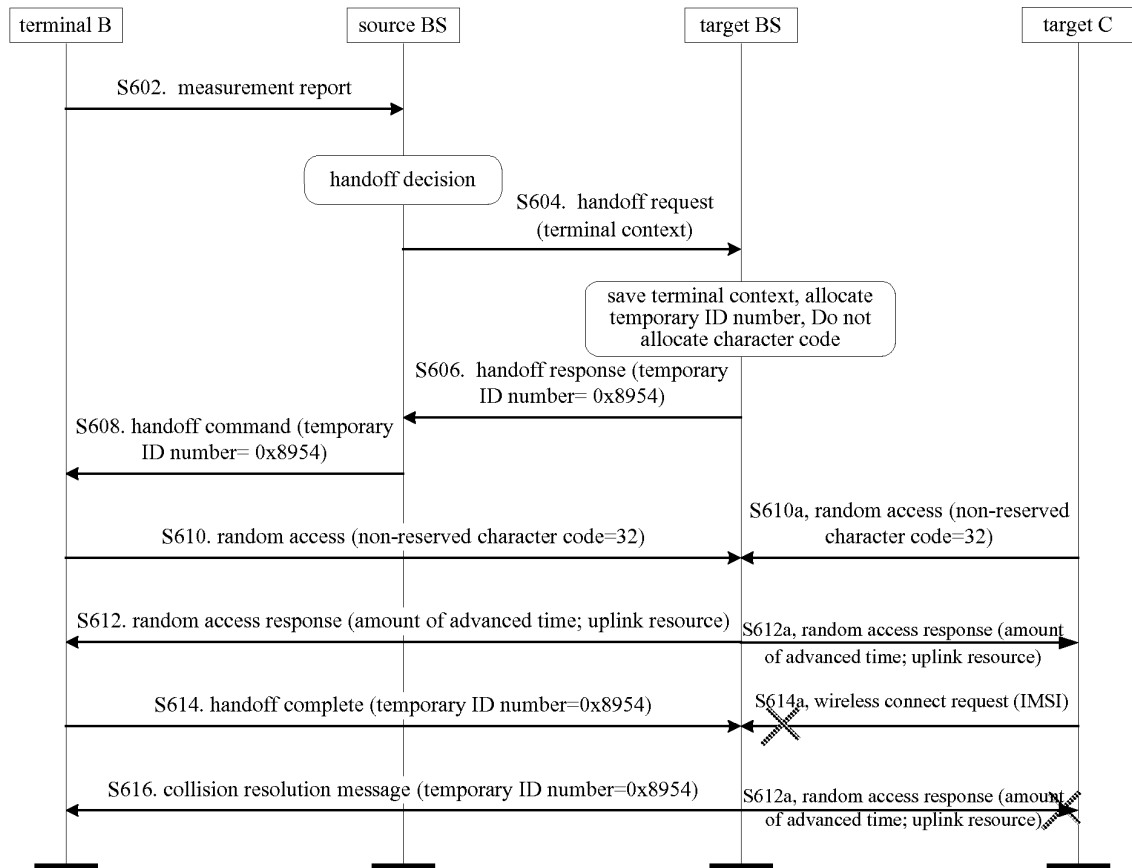 terminal B
source BS
target BS
target C
S602.  measurement report
handoff decision
S604.  handoff request
(terminal context)
save terminal context, allocate
temporary ID number, Do not
allocate character code
S606.  handoff response (temporary
ID number= 0x8954)
S608. handoff command (temporary
ID number= 0x8954)
S610. random access (non-reserved character code=32)
S610a, random access (non-reserved
character code=32)
S612. random access response (amount of advanced time; uplink resource)
S612a, random access response (amount
of advanced time; uplink resource)
S614. handoff complete (temporary ID number=0x8954)
S614a, wireless connect request (IMSI)
S616. collision resolution message (temporary ID number=0x8954)
S612a, random access response (amount
of advanced time; uplink resource)